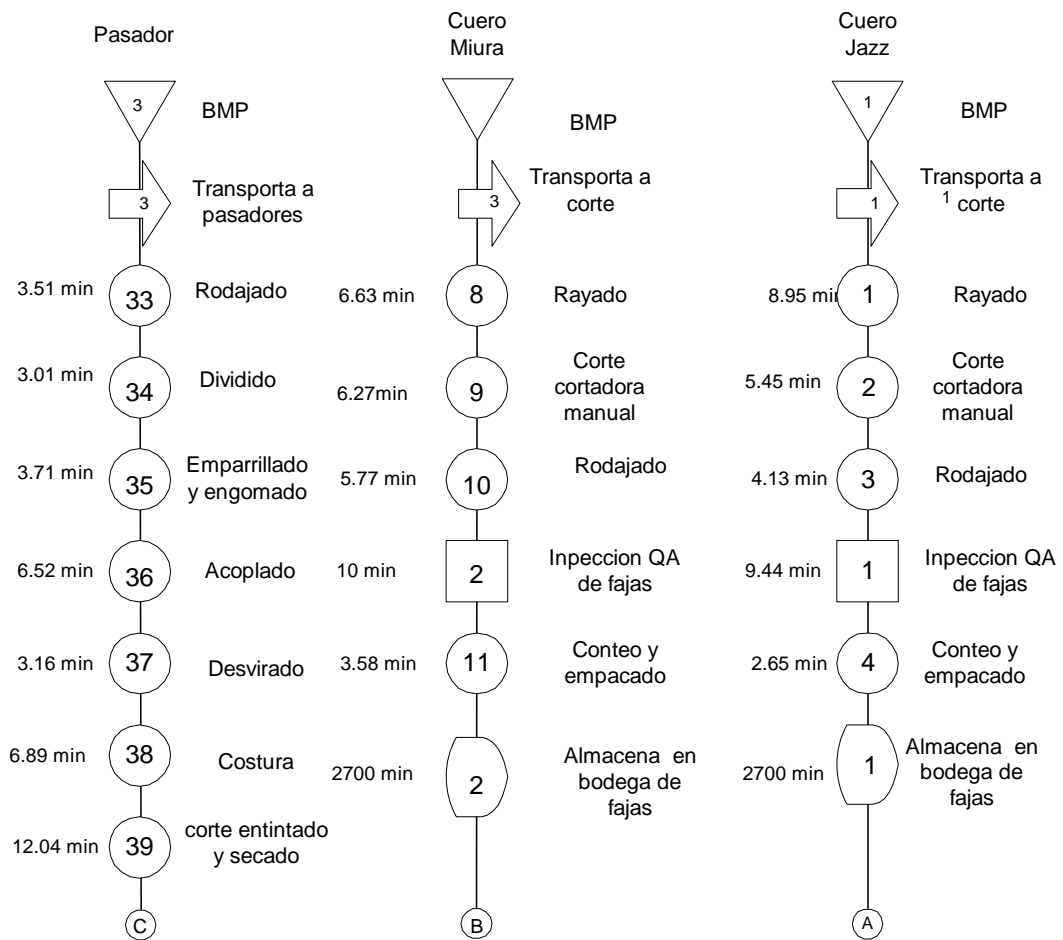 Pasador
3
BMP
3
Transporta a
pasadores
3.51 min
33
Rodajado
3.01 min
34
Dividido
3.71 min
35
Emparrillado
y engomado
6.52 min
36
Acoplado
3.16 min
37
Desvirado
6.89 min
38
Costura
12.04 min
39
corte entintado
y secado
C
Cuero
Miura
BMP
3
Transporta a
corte
6.63 min
8
Rayado
6.27min
9
Corte
cortadora
manual
5.77 min
10
Rodajado
10 min
2
Inpeccion QA
de fajas
3.58 min
11
Conteo y
empacado
2700 min
2
Almacena en
bodega de
fajas
B
Cuero
Jazz
1
BMP
1
Transporta a
1 corte
8.95 min
1
Rayado
5.45 min
2
Corte
cortadora
manual
4.13 min
3
Rodajado
9.44 min
1
Inpeccion QA
de fajas
2.65 min
4
Conteo y
empacado
2700 min
1
Almacena en
bodega de
fajas
A